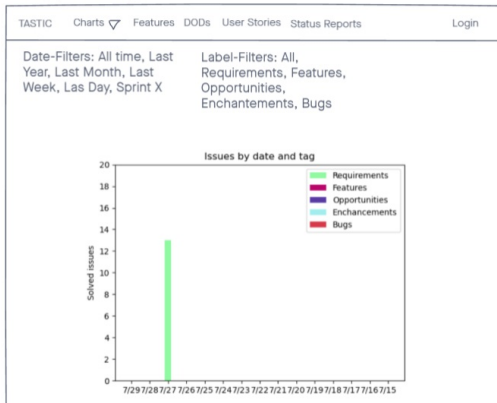 TASTIC Charts Features DODs User Stories Status Reports Login
Date-Filters: All time, Last
Year, Last Month, Last
Week, Las Day, Sprint X
Label-Filters: All,
Requirements, Features,
Opportunities,
Enchantements, Bugs
Issues by date and tag
Requirements
Features
Opportunities
Enchancements
Bugs
Solved issues
20
18
16
14
12
10
8
6
4
2
0
7/29 7/28 7/27 7/26 7/25 7/24 7/23 7/22 7/21 7/20 7/19 7/18 7/17 7/16 7/15